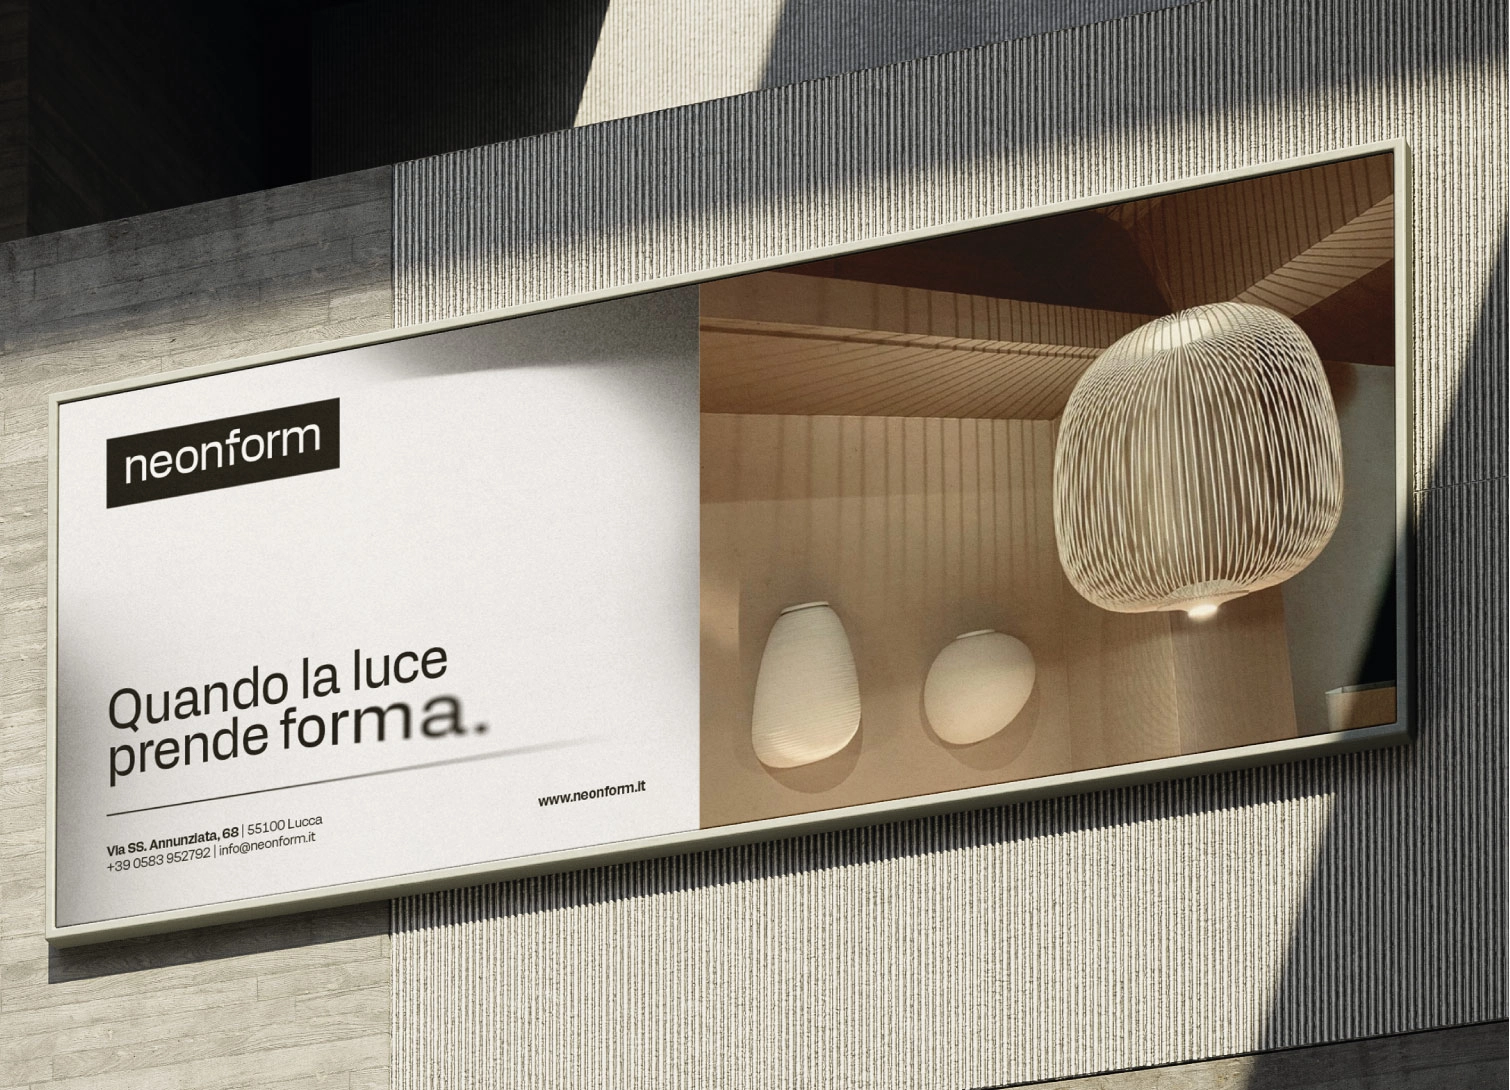 neonform
Quando la luce
prende forma.
www.neonform.it
Via SS. Annunziata, 68 | 55100 Lucca
+39 0583 952792 | info@neonform.it